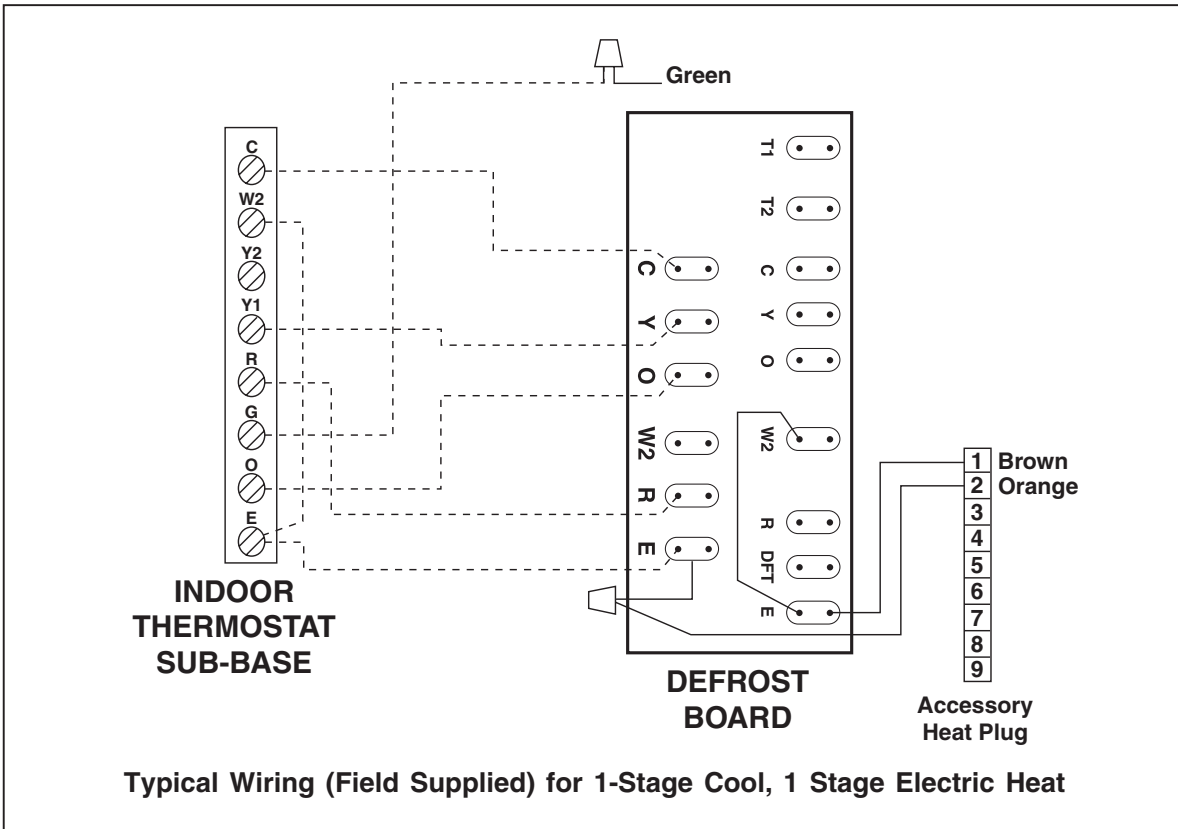 Green
C
W2
Y2
Y1
R
G
O
E
INDOOR
THERMOSTAT
SUB-BASE
C
Y
O
W2
R
E
T1
T2
C
Y
O
W2
R
DFT
E
DEFROST
BOARD
1 Brown
2 Orange
3
4
5
6
7
8
9
Accessory
Heat Plug
Typical Wiring (Field Supplied) for 1-Stage Cool, 1 Stage Electric Heat